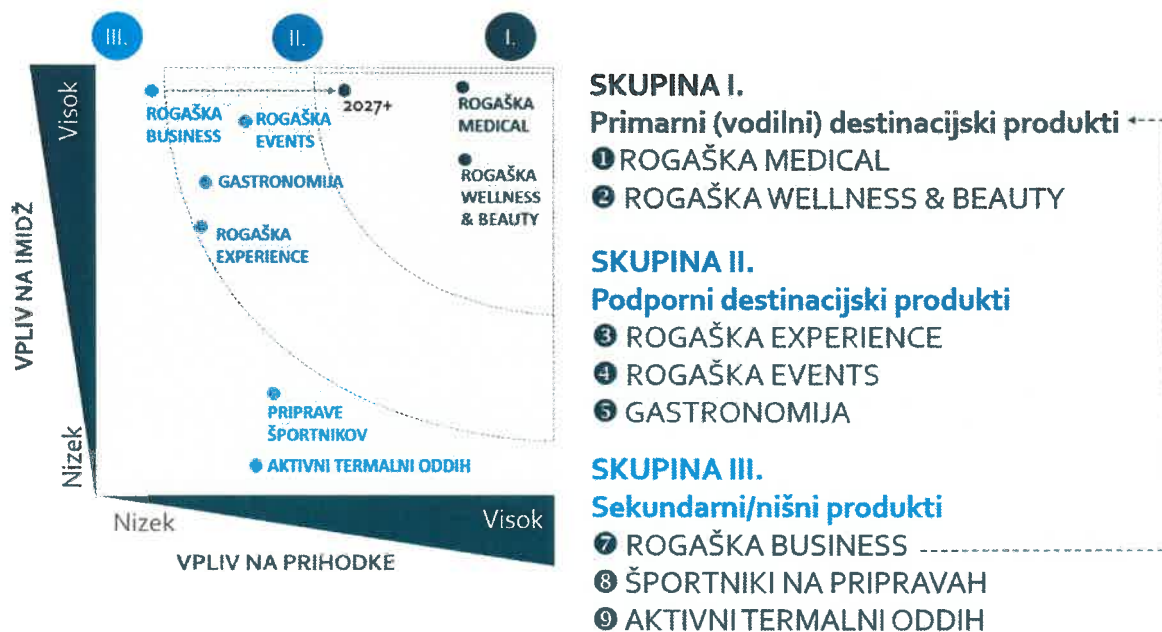 III.
II.
I.
VPLIV NA IMIDŽ
Visok
Nizek
ROGAŠKA
BUSINESS
2027+
ROGAŠKA
EVENTS
ROGAŠKA
MEDICAL
GASTRONOMIJA
ROGAŠKA
WELLNESS
& BEAUTY
ROGAŠKA
EXPERIENCE
PRIPRAVE
ŠPORTNIKOV
AKTIVNI TERMALNI ODDIH
Nizek
Visok
VPLIV NA PRIHODKE
SKUPINA I.
Primarni (vodilni) destinacijski produkti
❶ ROGAŠKA MEDICAL
❷ ROGAŠKA WELLNESS & BEAUTY
SKUPINA II.
Podporni destinacijski produkti
❸ ROGAŠKA EXPERIENCE
❹ ROGAŠKA EVENTS
❺ GASTRONOMIJA
SKUPINA III.
Sekundarni/nišni produkti
❼ ROGAŠKA BUSINESS
❽ ŠPORTNIKI NA PRIPRAVAH
❾ AKTIVNI TERMALNI ODDIH